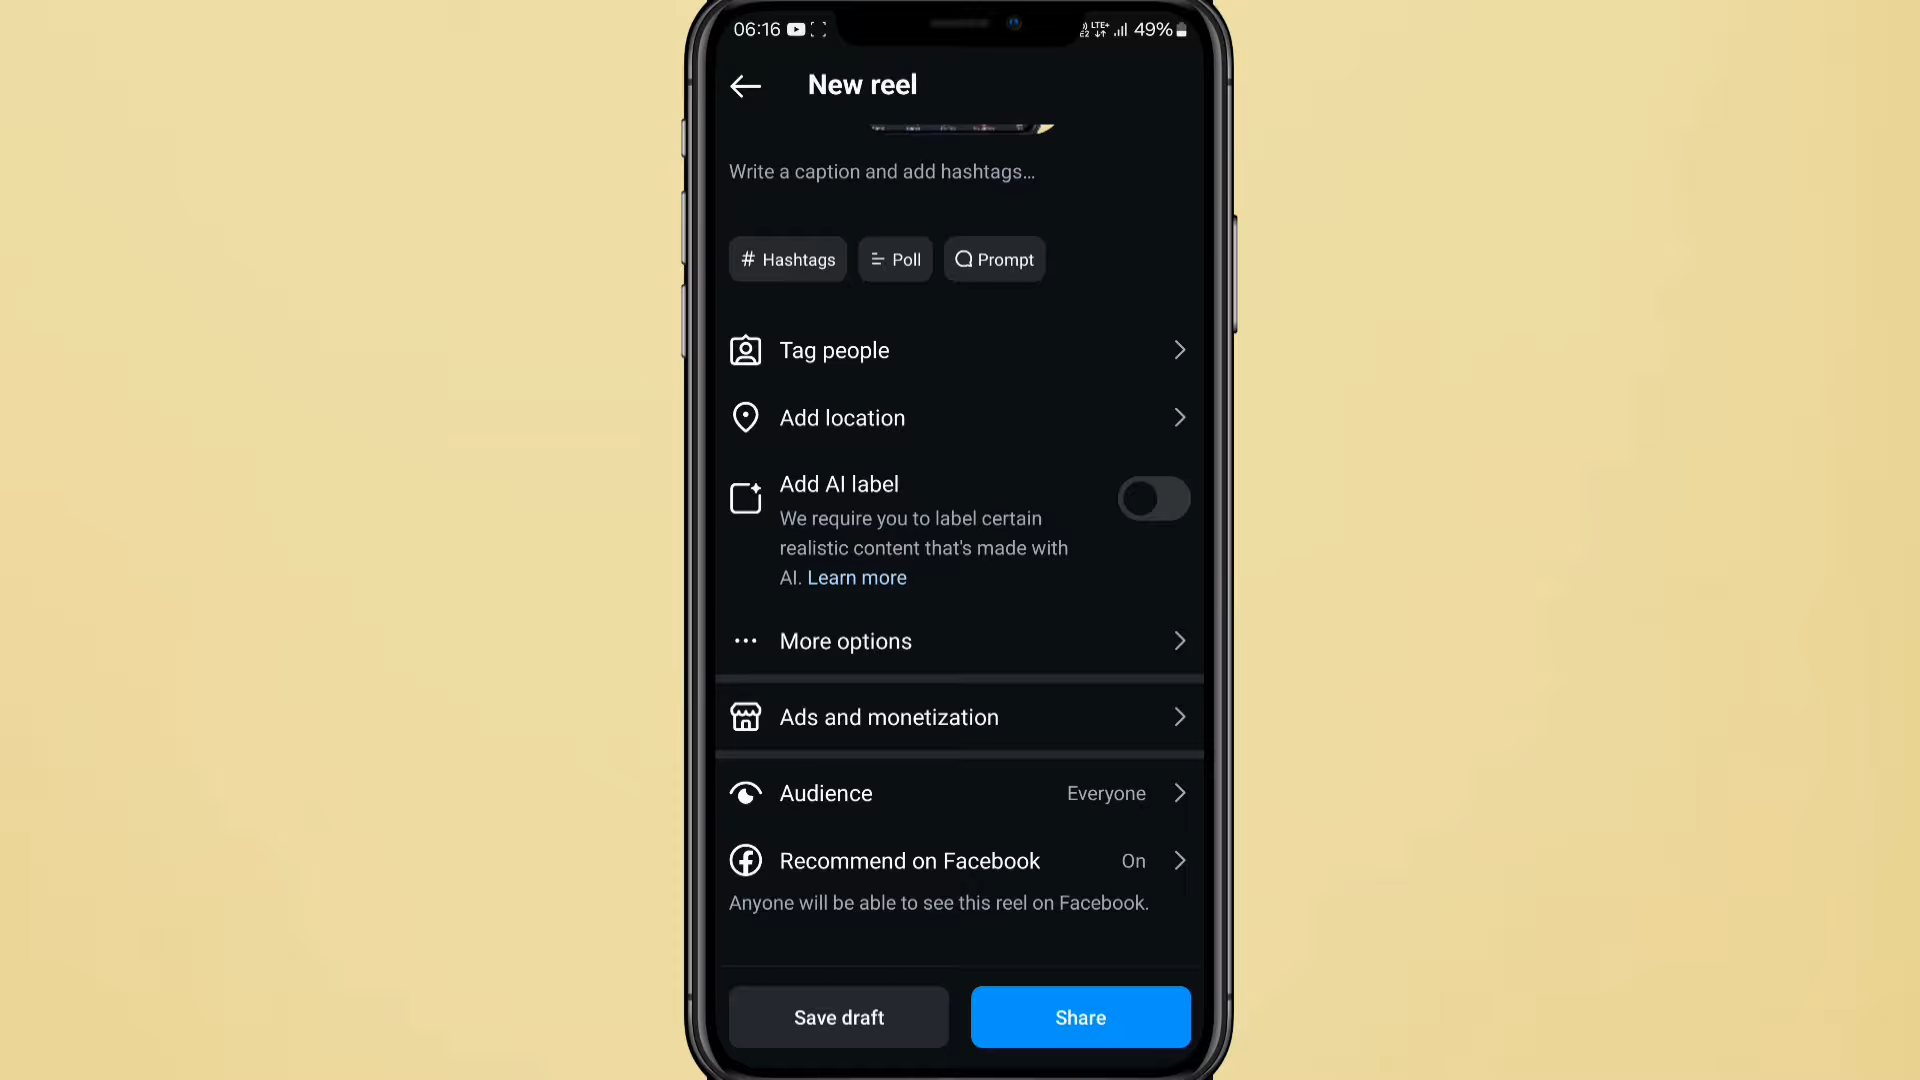 06:16
LTE+
49%
New reel
Write a caption and add hashtags...
# Hashtags
Poll
Prompt
Tag people
Add location
Add AI label
We require you to label certain
realistic content that's made with
AI. Learn more
More options
Ads and monetization
Audience
Everyone
Recommend on Facebook
On
Anyone will be able to see this reel on Facebook.
Save draft
Share